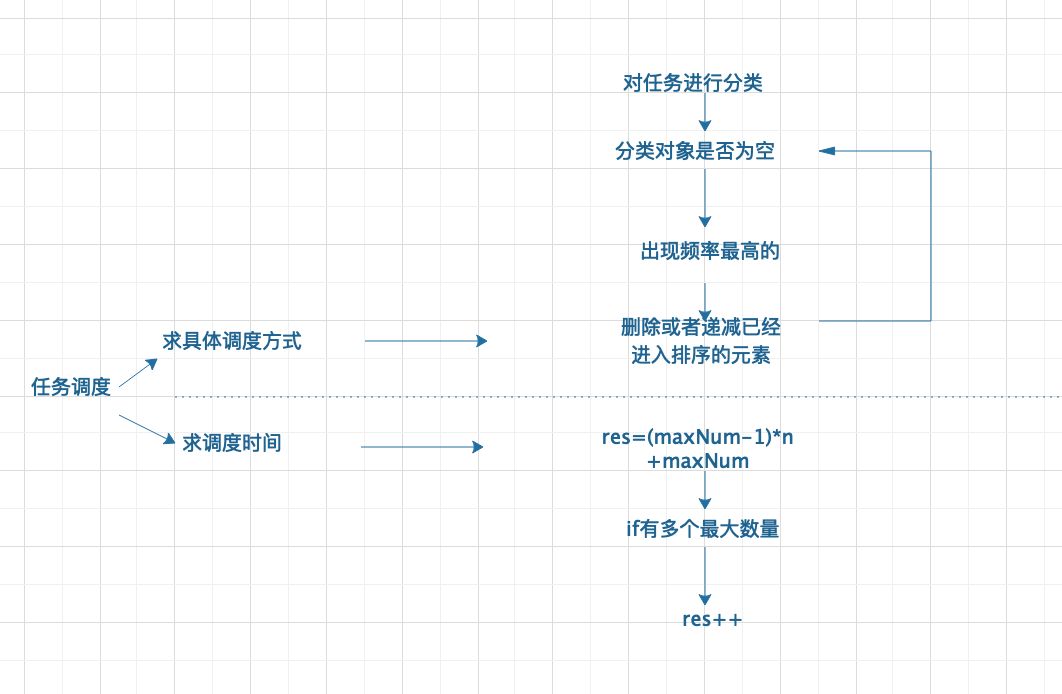 对任务进行分类
分类对象是否为空
出现频率最高的
删除或者递减已经
进入排序的元素
求具体调度方式
任务调度
求调度时间
res=(maxNum-1)*n
+maxNum
if有多个最大数量
res++